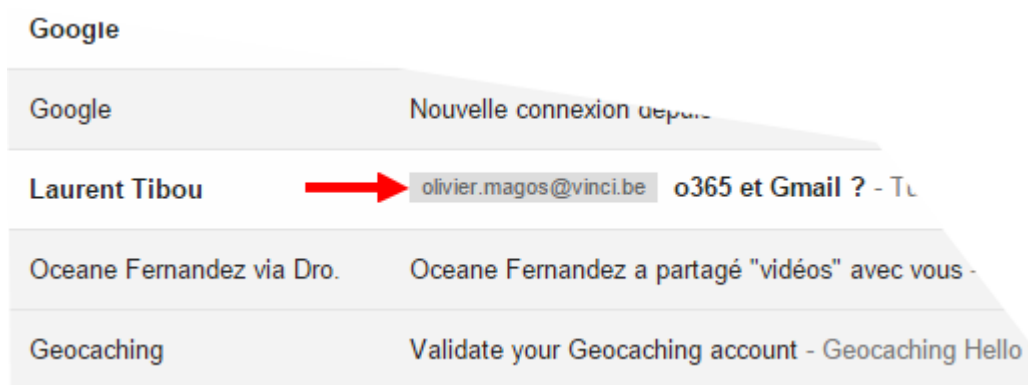 Google
Google Nouvelle connexion depuis
Laurent Tibou olivier.magos@vinci.be o365 et Gmail ? -
Oceane Fernandez via Dro. Oceane Fernandez a partagé "vidéos" avec vous -
Geocaching Validate your Geocaching account - Geocaching Hello